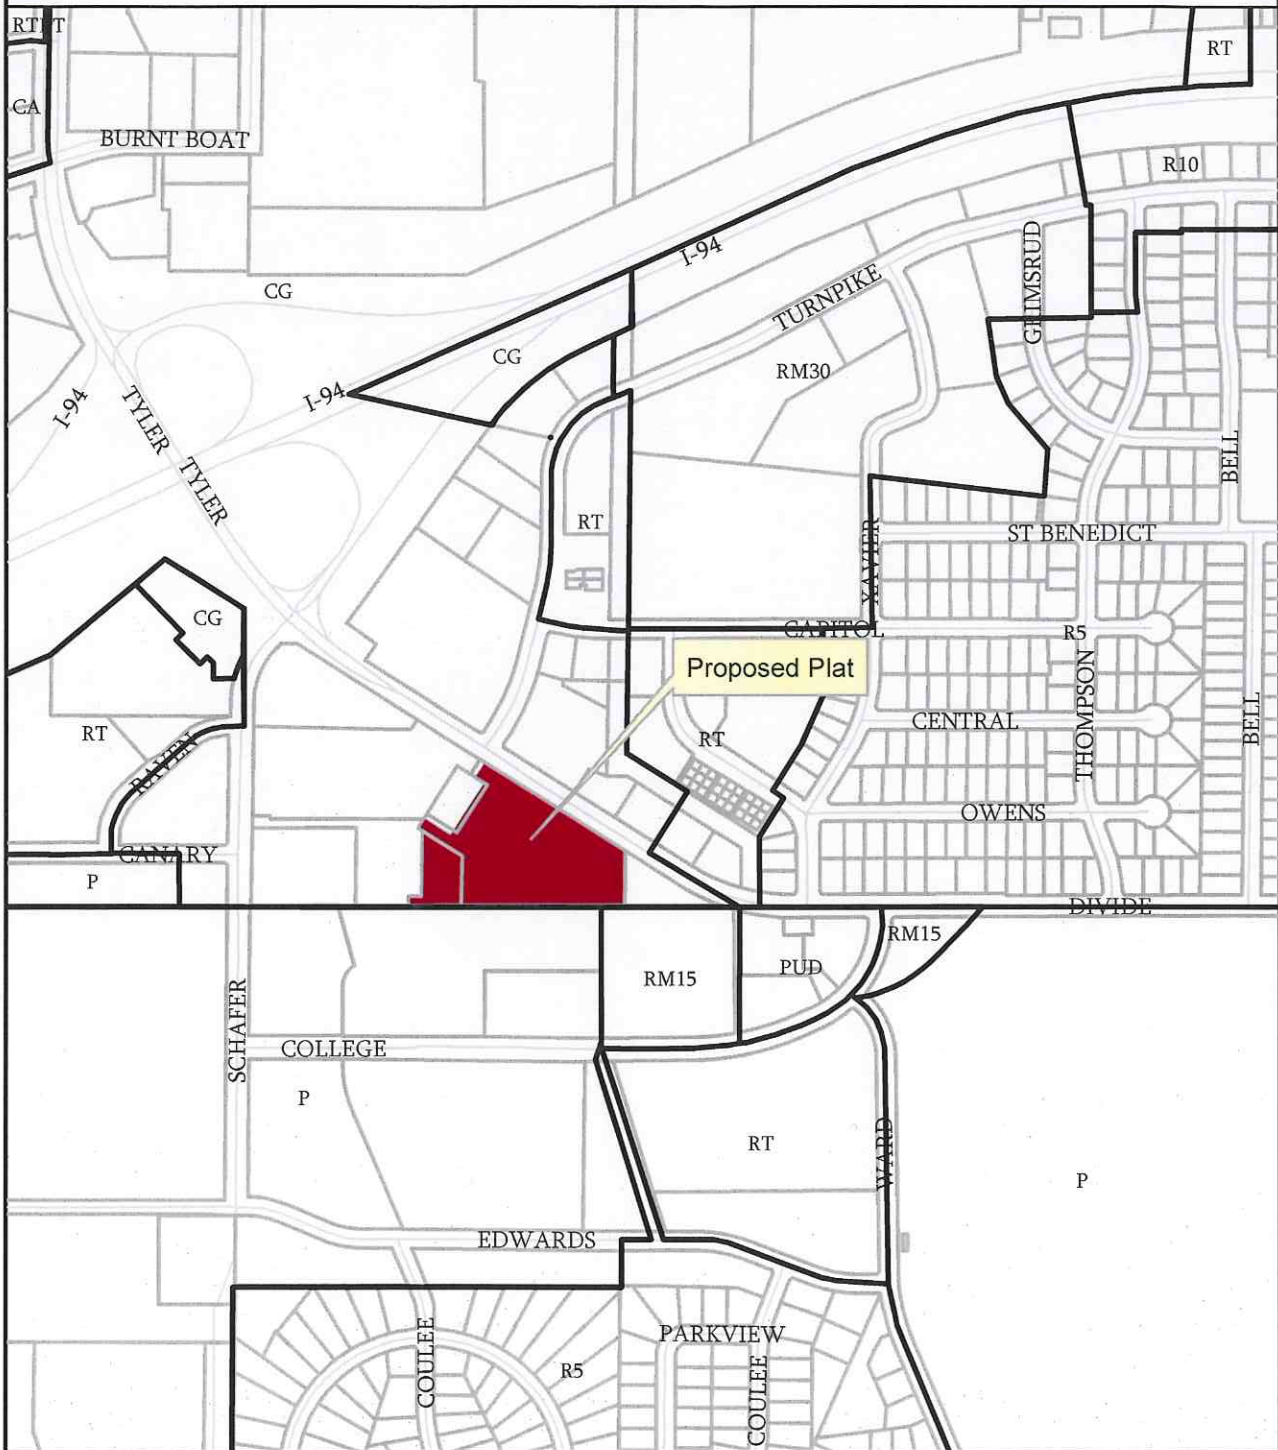 RT
RT
RT
CA
BURNT BOAT
R10
I-94
GRIMSRUD
CG
TURNPIKE
CG
RM30
I-94
I-94
TYLER
TYLER
BELL
RT
ST BENEDICT
XAVIER
CG
CAPITOL
R5
Proposed Plat
THOMPSON
CENTRAL
BELL
RT
RT
RAVEN
OWENS
CANARY
P
DIVIDE
RM15
PUD
RM15
SCHAFER
COLLEGE
P
RT
WARD
P
EDWARDS
PARKVIEW
COULEE
R5
COULEE